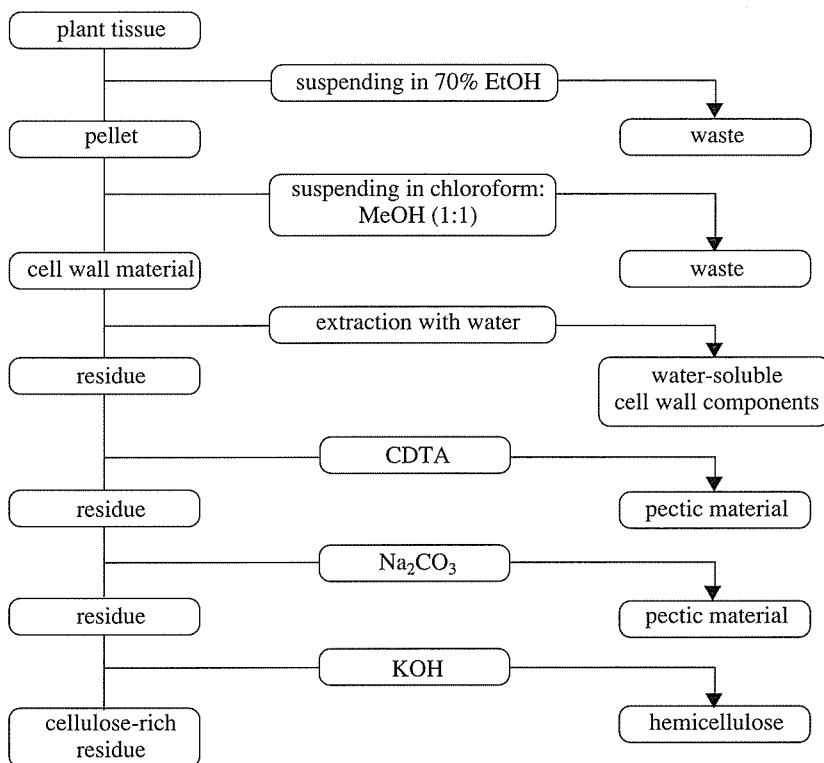 plant tissue
suspending in 70% EtOH
pellet
waste
suspending in chloroform:
MeOH (1:1)
cell wall material
waste
extraction with water
residue
water-soluble
cell wall components
CDTA
residue
pectic material
Na₂CO₃
residue
pectic material
KOH
cellulose-rich
residue
hemicellulose